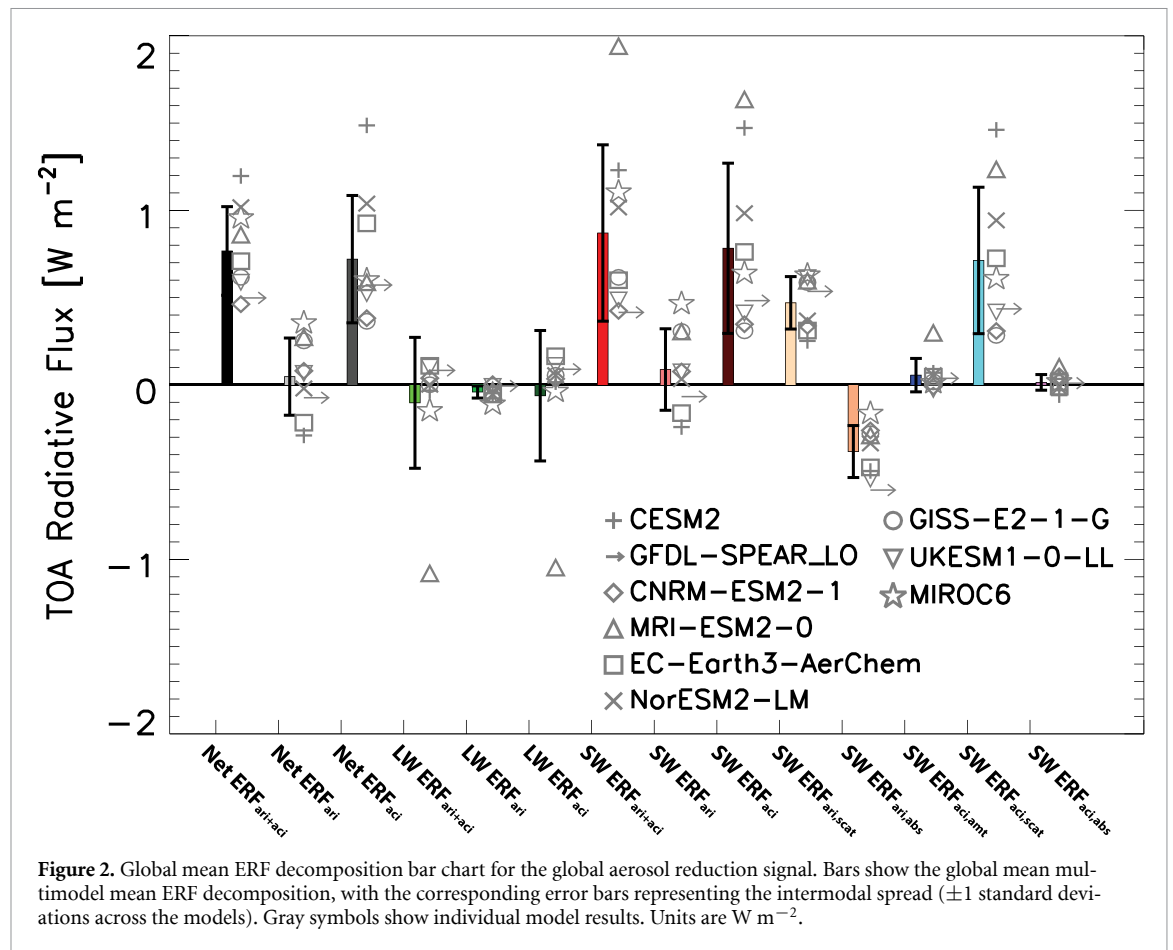 TOA Radiative Flux [W m−2]
2
1
0
−1
−2
+ CESM2
→ GFDL−SPEAR_LO
◇ CNRM−ESM2−1
△ MRI−ESM2−0
□ EC−Earth3−AerChem
× NorESM2−LM
○ GISS−E2−1−G
▽ UKESM1−0−LL
☆ MIROC6
Net ERFari+aci
Net ERFari
Net ERFaci
LW ERFari+aci
LW ERFari
LW ERFaci
SW ERFari+aci
SW ERFari
SW ERFaci
SW ERFari,scat
SW ERFari,abs
SW ERFaci,amt
SW ERFaci,scat
SW ERFaci,abs
Figure 2. Global mean ERF decomposition bar chart for the global aerosol reduction signal. Bars show the global mean mul-
timodel mean ERF decomposition, with the corresponding error bars representing the intermodal spread (±1 standard devi-
ations across the models). Gray symbols show individual model results. Units are W m−2.